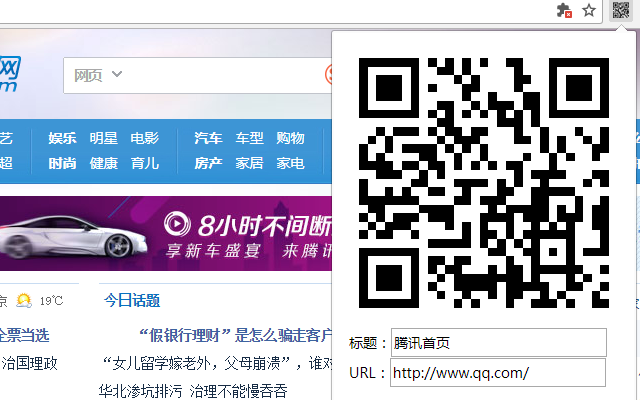 网
m
网页
艺 娱乐 明星 电影 汽车 车型 购物
超 时尚 健康 育儿 房产 家居 家电
8小时不间断
享新车盛宴 来腾讯
京 19℃ 今日话题
全票当选 “假银行理财”是怎么骗走客户
治国理政 “女儿留学嫁老外，父母崩溃”，谁对
华北渗坑排污 治理不能慢吞吞
标题：腾讯首页
URL：http://www.qq.com/